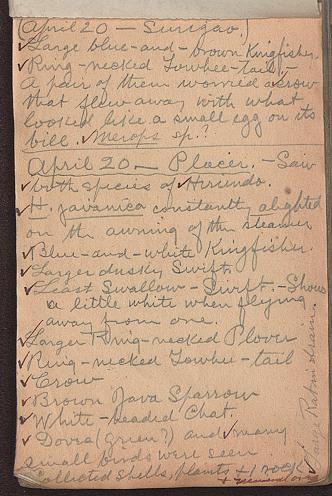 April 20 — Surigao.
✓Large blue-and-brown Kingfisher.
✓Ring-necked Towhee-tail.—
A pair of them worried a crow
that flew away with what
looked like a small egg on its
bill. ✓Merops sp.?
April 20 — Placer. — Saw
✓both species of ✓Hirundo.
✓H. javanica constantly alighted
on the awning of the steamer
✓Blue-and-white Kingfisher.
✓Larger dusky Swift.
✓Least Swallow-Swift. — Shows
a little white when flying
away from one.
✓Larger Ring-necked Plover
✓Ring-necked Towhee-tail
✓Crow
✓Brown Java Sparrow
✓White-headed Chat.
✓Doves (green?) and ✓many
small birds were seen
Collected shells, plants + 1 rock
✓Large